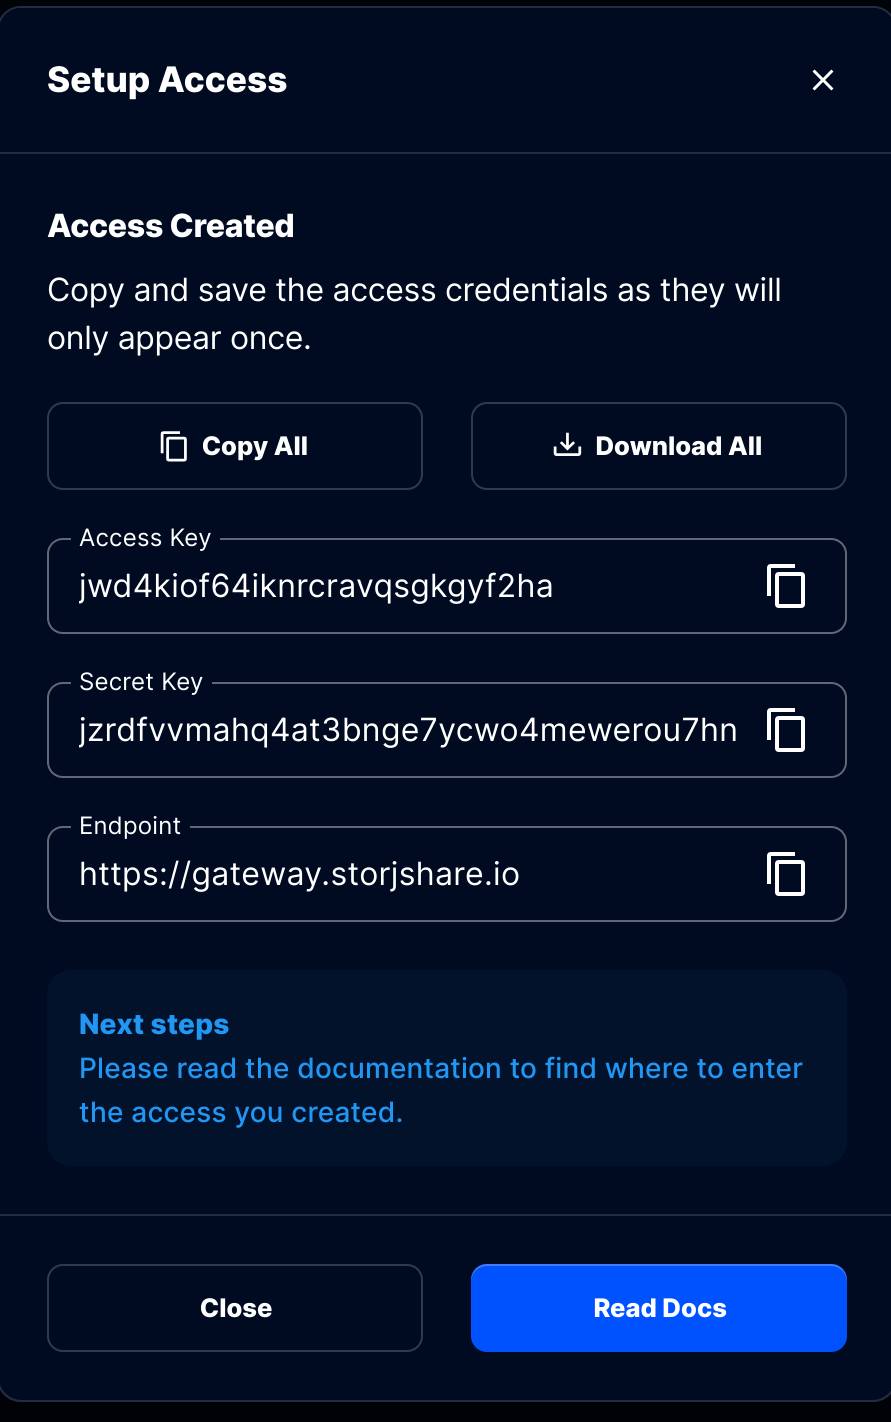 Setup Access
Access Created
Copy and save the access credentials as they will
only appear once.
Copy All
Download All
Access Key
jwd4kiof64iknrcravqsgkgyf2ha
Secret Key
jzrdfvvmahq4at3bnge7ycwo4mewerou7hn
Endpoint
https://gateway.storjshare.io
Next steps
Please read the documentation to find where to enter
the access you created.
Close
Read Docs